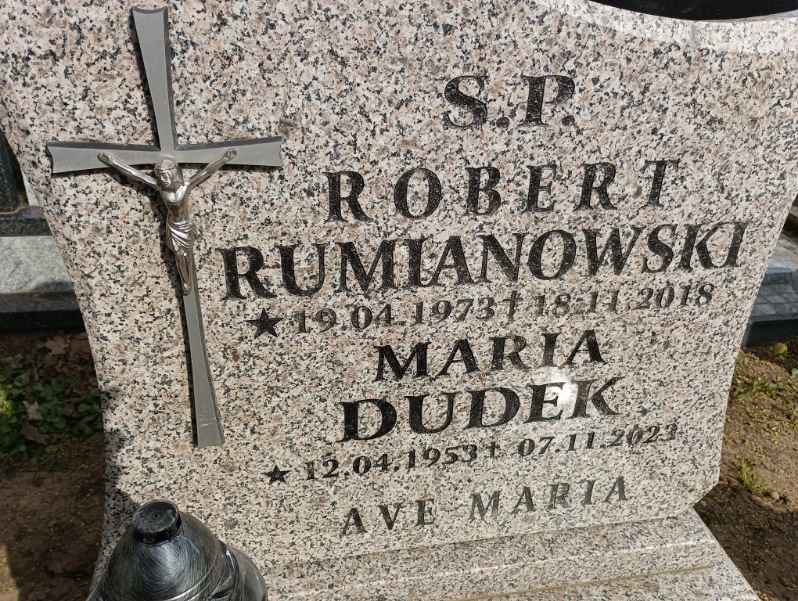 S.P.
ROBERT
RUMIANOWSKI
★ 19.04.1973 † 18.11.2018
MARIA
DUDEK
★ 12.04.1953 † 07.11.2023
AVE MARIA